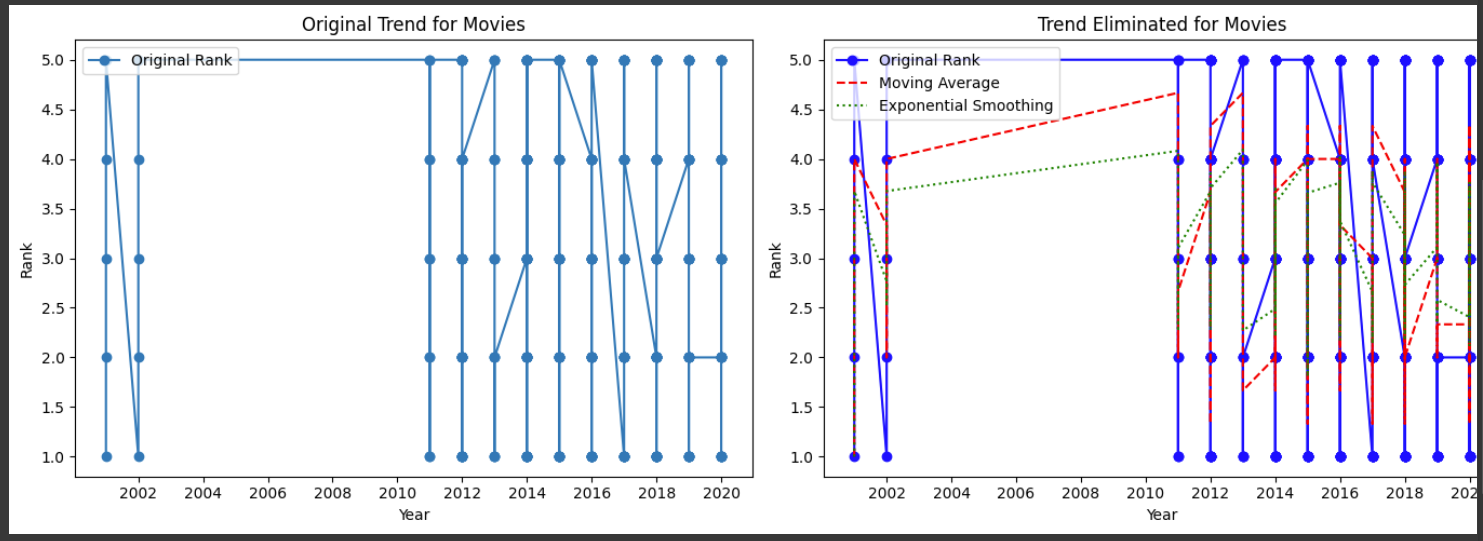 Original Trend for Movies
Original Rank
5.0
4.5
4.0
3.5
3.0
2.5
2.0
1.5
1.0
Rank
2002 2004 2006 2008 2010 2012 2014 2016 2018 2020
Year
Trend Eliminated for Movies
Original Rank
Moving Average
Exponential Smoothing
5.0
4.5
4.0
3.5
3.0
2.5
2.0
1.5
1.0
Rank
2002 2004 2006 2008 2010 2012 2014 2016 2018 202
Year